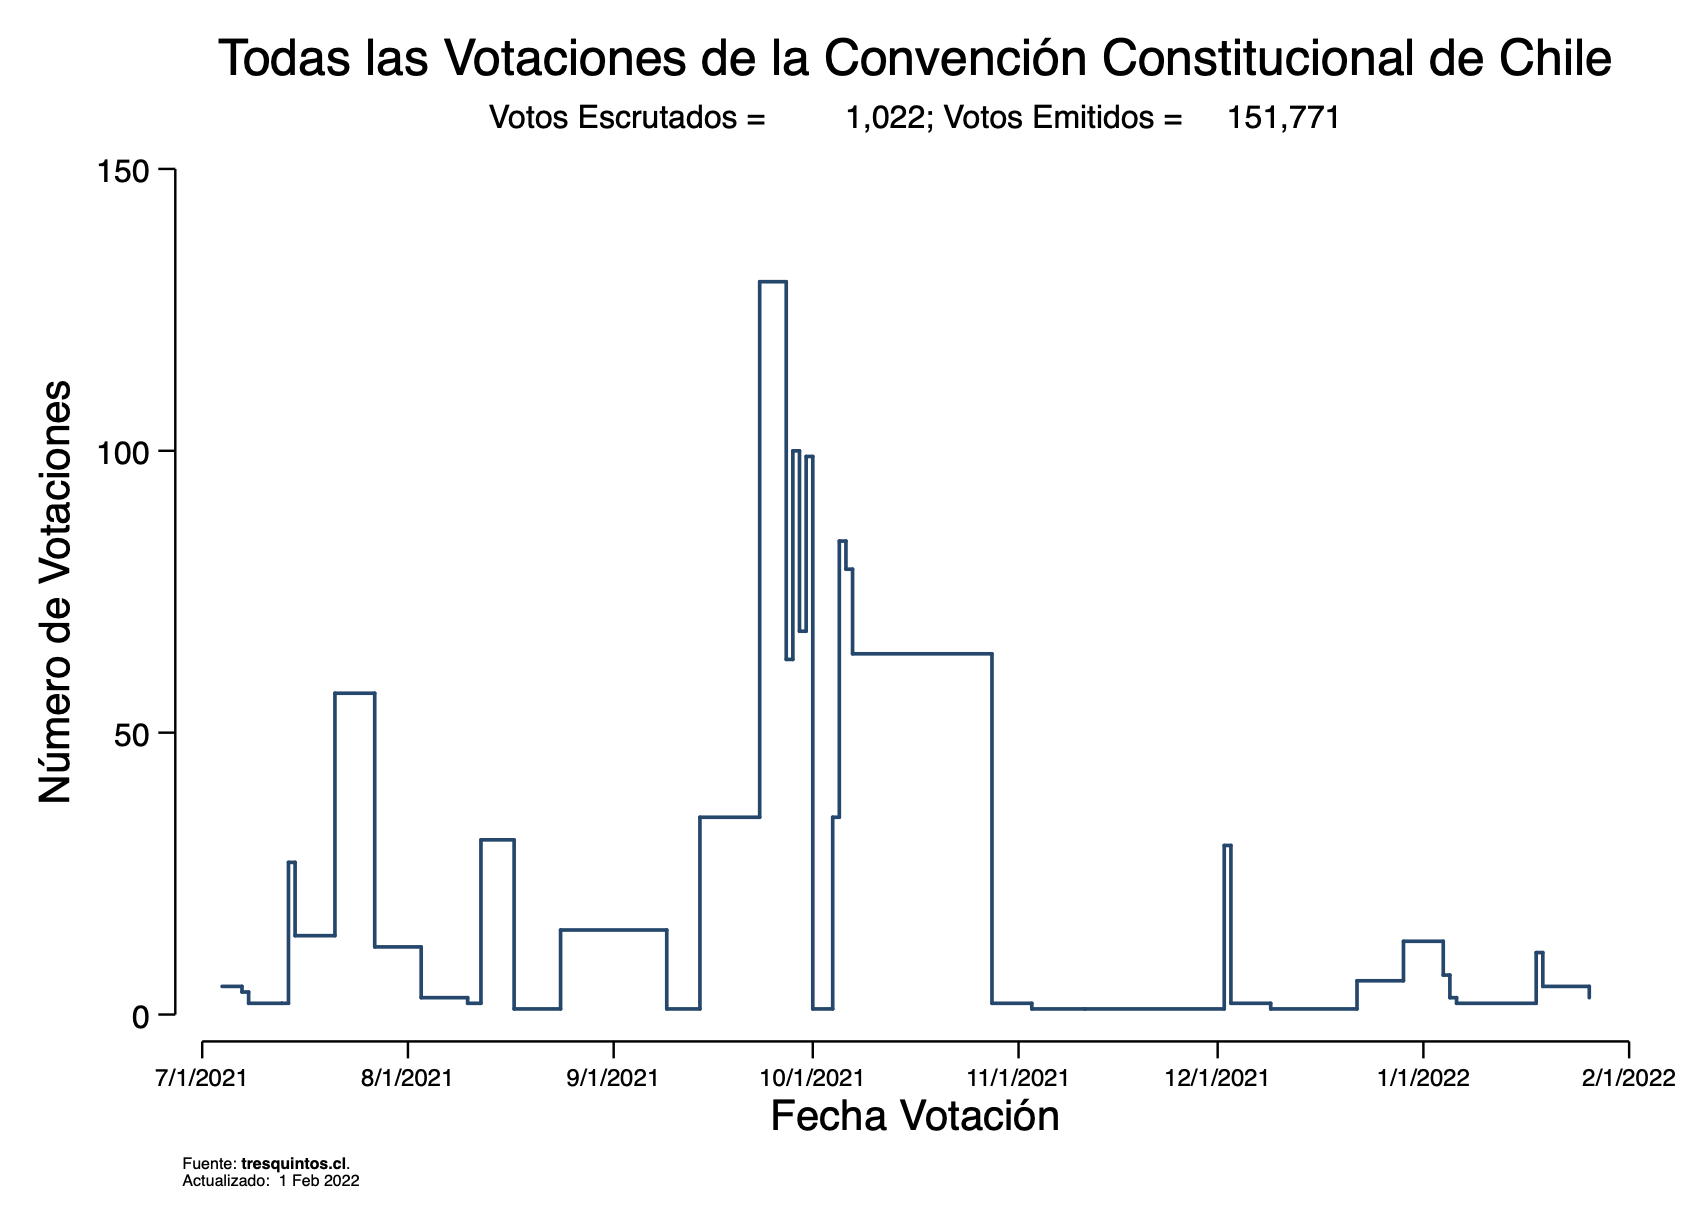 Todas las Votaciones de la Convención Constitucional de Chile
Votos Escrutados = 1,022; Votos Emitidos = 151,771
150
100
50
0
Número de Votaciones
7/1/2021 8/1/2021 9/1/2021 10/1/2021 11/1/2021 12/1/2021 1/1/2022 2/1/2022
Fecha Votación
Fuente: tresquintos.cl.
Actualizado: 1 Feb 2022